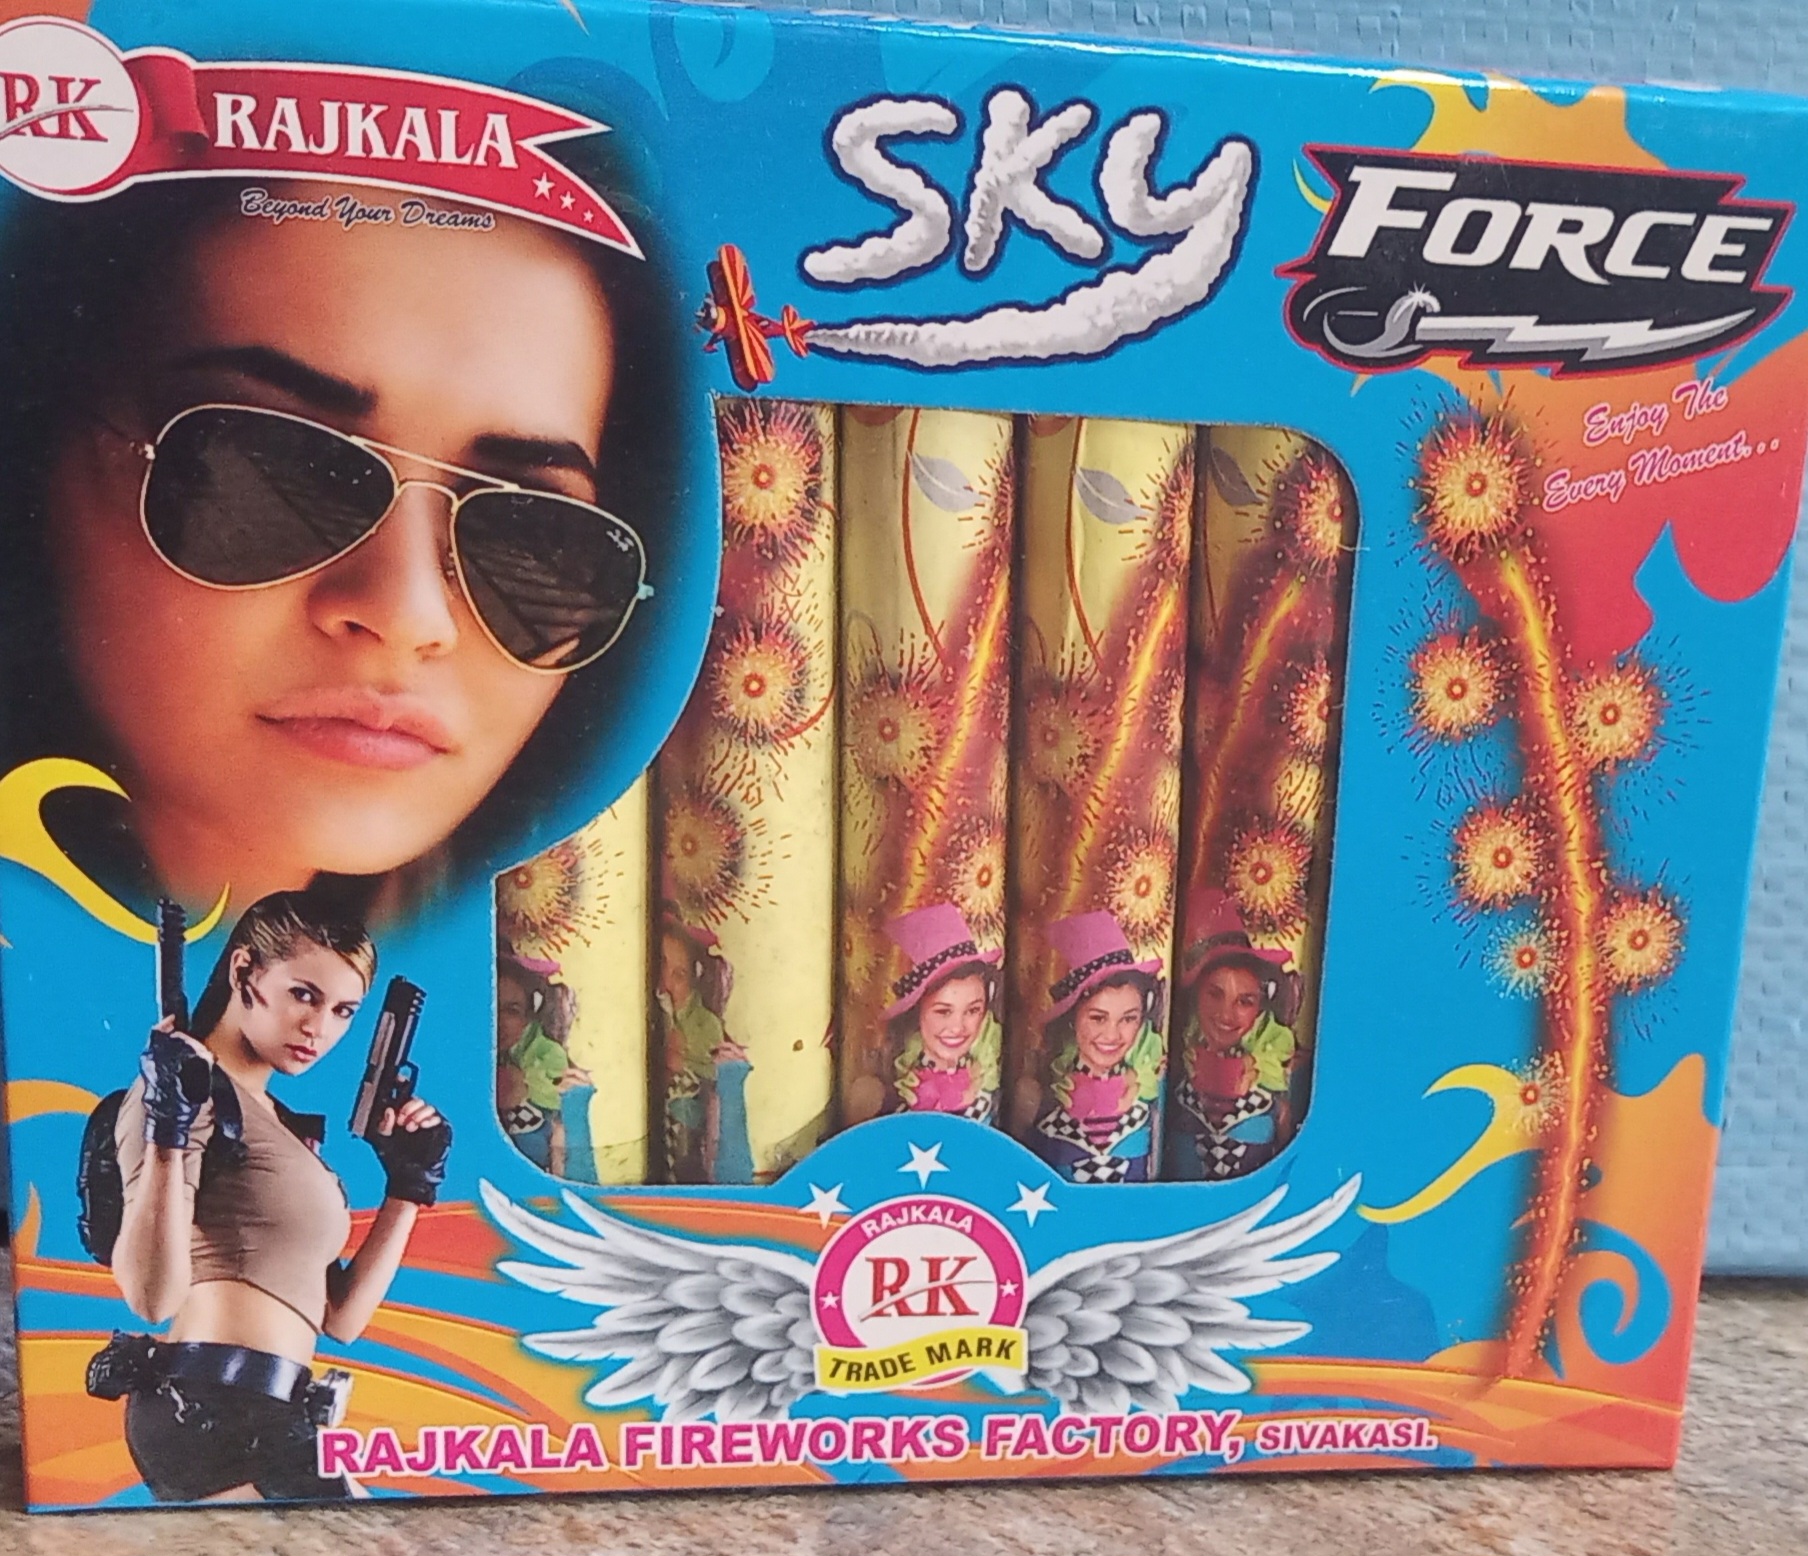 RK RAJKALA
Beyond Your Dreams
SKY
FORCE
Enjoy The
Every Moment...
RAJKALA
RK
TRADE MARK
RAJKALA FIREWORKS FACTORY, SIVAKASI.